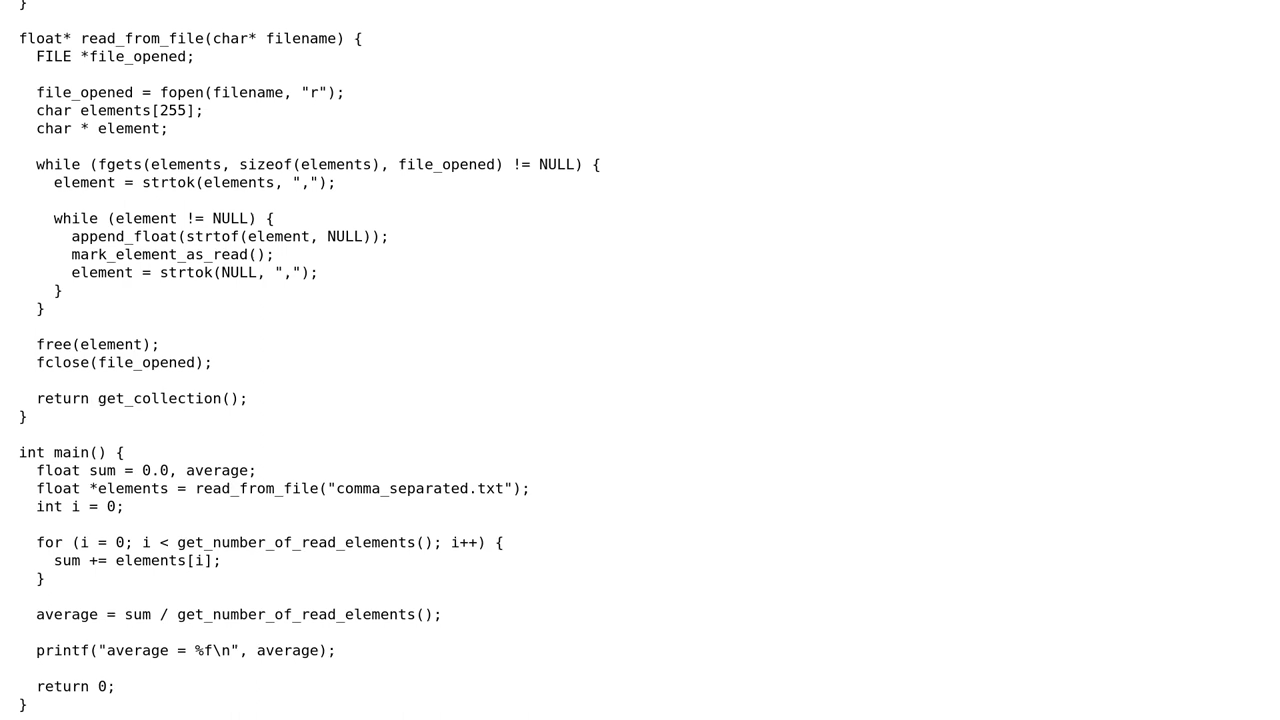 }
float* read_from_file(char* filename) {
FILE *file_opened;
file_opened = fopen(filename, "r");
char elements[255];
char * element;
while (fgets(elements, sizeof(elements), file_opened) != NULL) {
element = strtok(elements, ",");
while (element != NULL) {
append_float(strtof(element, NULL));
mark_element_as_read();
element = strtok(NULL, ",");
}
}
free(element);
fclose(file_opened);
return get_collection();
}
int main() {
float sum = 0.0, average;
float *elements = read_from_file("comma_separated.txt");
int i = 0;
for (i = 0; i < get_number_of_read_elements(); i++) {
sum += elements[i];
}
average = sum / get_number_of_read_elements();
printf("average = %f\n", average);
return 0;
}